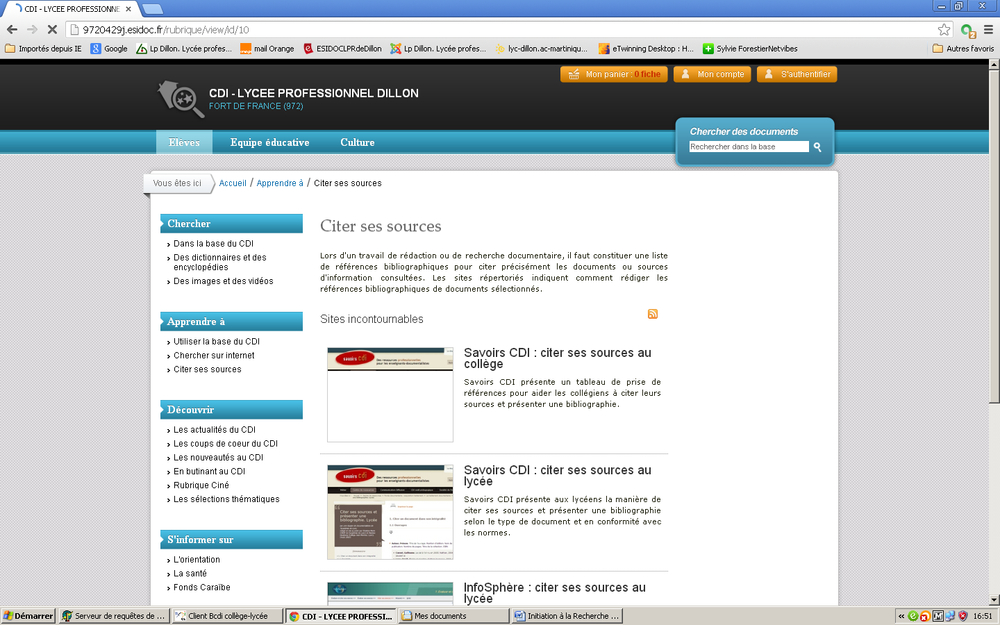 CDI - LYCEE PROFESSIONNE
9720429j.esidoc.fr/rubrique/view/id/10
Importés depuis IE
Google
Lp Dillon. Lycée profes...
mail Orange
ESIDOCLPRdeDillon
Lp Dillon. Lycée profes...
lyc-dillon.ac-martiniqu...
eTwinning Desktop : H...
Sylvie ForestierNetvibes
Autres favoris
Mon panier : 0 fiche
Mon compte
S'authentifier
CDI - LYCEE PROFESSIONNEL DILLON
FORT DE FRANCE (972)
Elèves
Equipe éducative
Culture
Chercher des documents
Rechercher dans la base
Vous êtes ici
Accueil / Apprendre à / Citer ses sources
Chercher
Dans la base du CDI
Des dictionnaires et des
encyclopédies
Des images et des vidéos
Apprendre à
Utiliser la base du CDI
Chercher sur internet
Citer ses sources
Découvrir
Les actualités du CDI
Les coups de coeur du CDI
Les nouveautés au CDI
En butinant au CDI
Rubrique Ciné
Les sélections thématiques
S'informer sur
L'orientation
La santé
Fonds Caraïbe
Citer ses sources
Lors d'un travail de rédaction ou de recherche documentaire, il faut constituer une liste
de références bibliographiques pour citer précisément les documents ou sources
d'information consultées. Les sites répertoriés indiquent comment rédiger les
références bibliographiques de documents sélectionnés.
Sites incontournables
savoirs cdi
Des ressources professionnelles
pour les enseignants-documentalistes
Savoirs CDI : citer ses sources au
collège
Savoirs CDI présente un tableau de prise de
références pour aider les collégiens à citer leurs
sources et présenter une bibliographie.
savoirs cdi
Des ressources professionnelles
pour les enseignants-documentalistes
Citer ses sources et
présenter une
bibliographie. Lycée
Savoirs CDI : citer ses sources au
lycée
Savoirs CDI présente aux lycéens la manière de
citer ses sources et présenter une bibliographie
selon le type de document et en conformité avec
les normes.
InfoSphère : citer ses sources au
lycée
Démarrer
Serveur de requêtes de ...
Client Bcdi collège-lycée
CDI - LYCEE PROFESSI...
Mes documents
Initiation à la Recherche ...
16:51